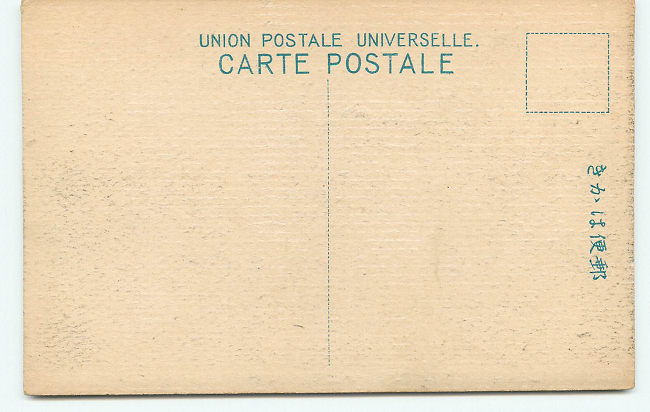 UNION POSTALE UNIVERSELLE.
CARTE POSTALE
きかは便郵